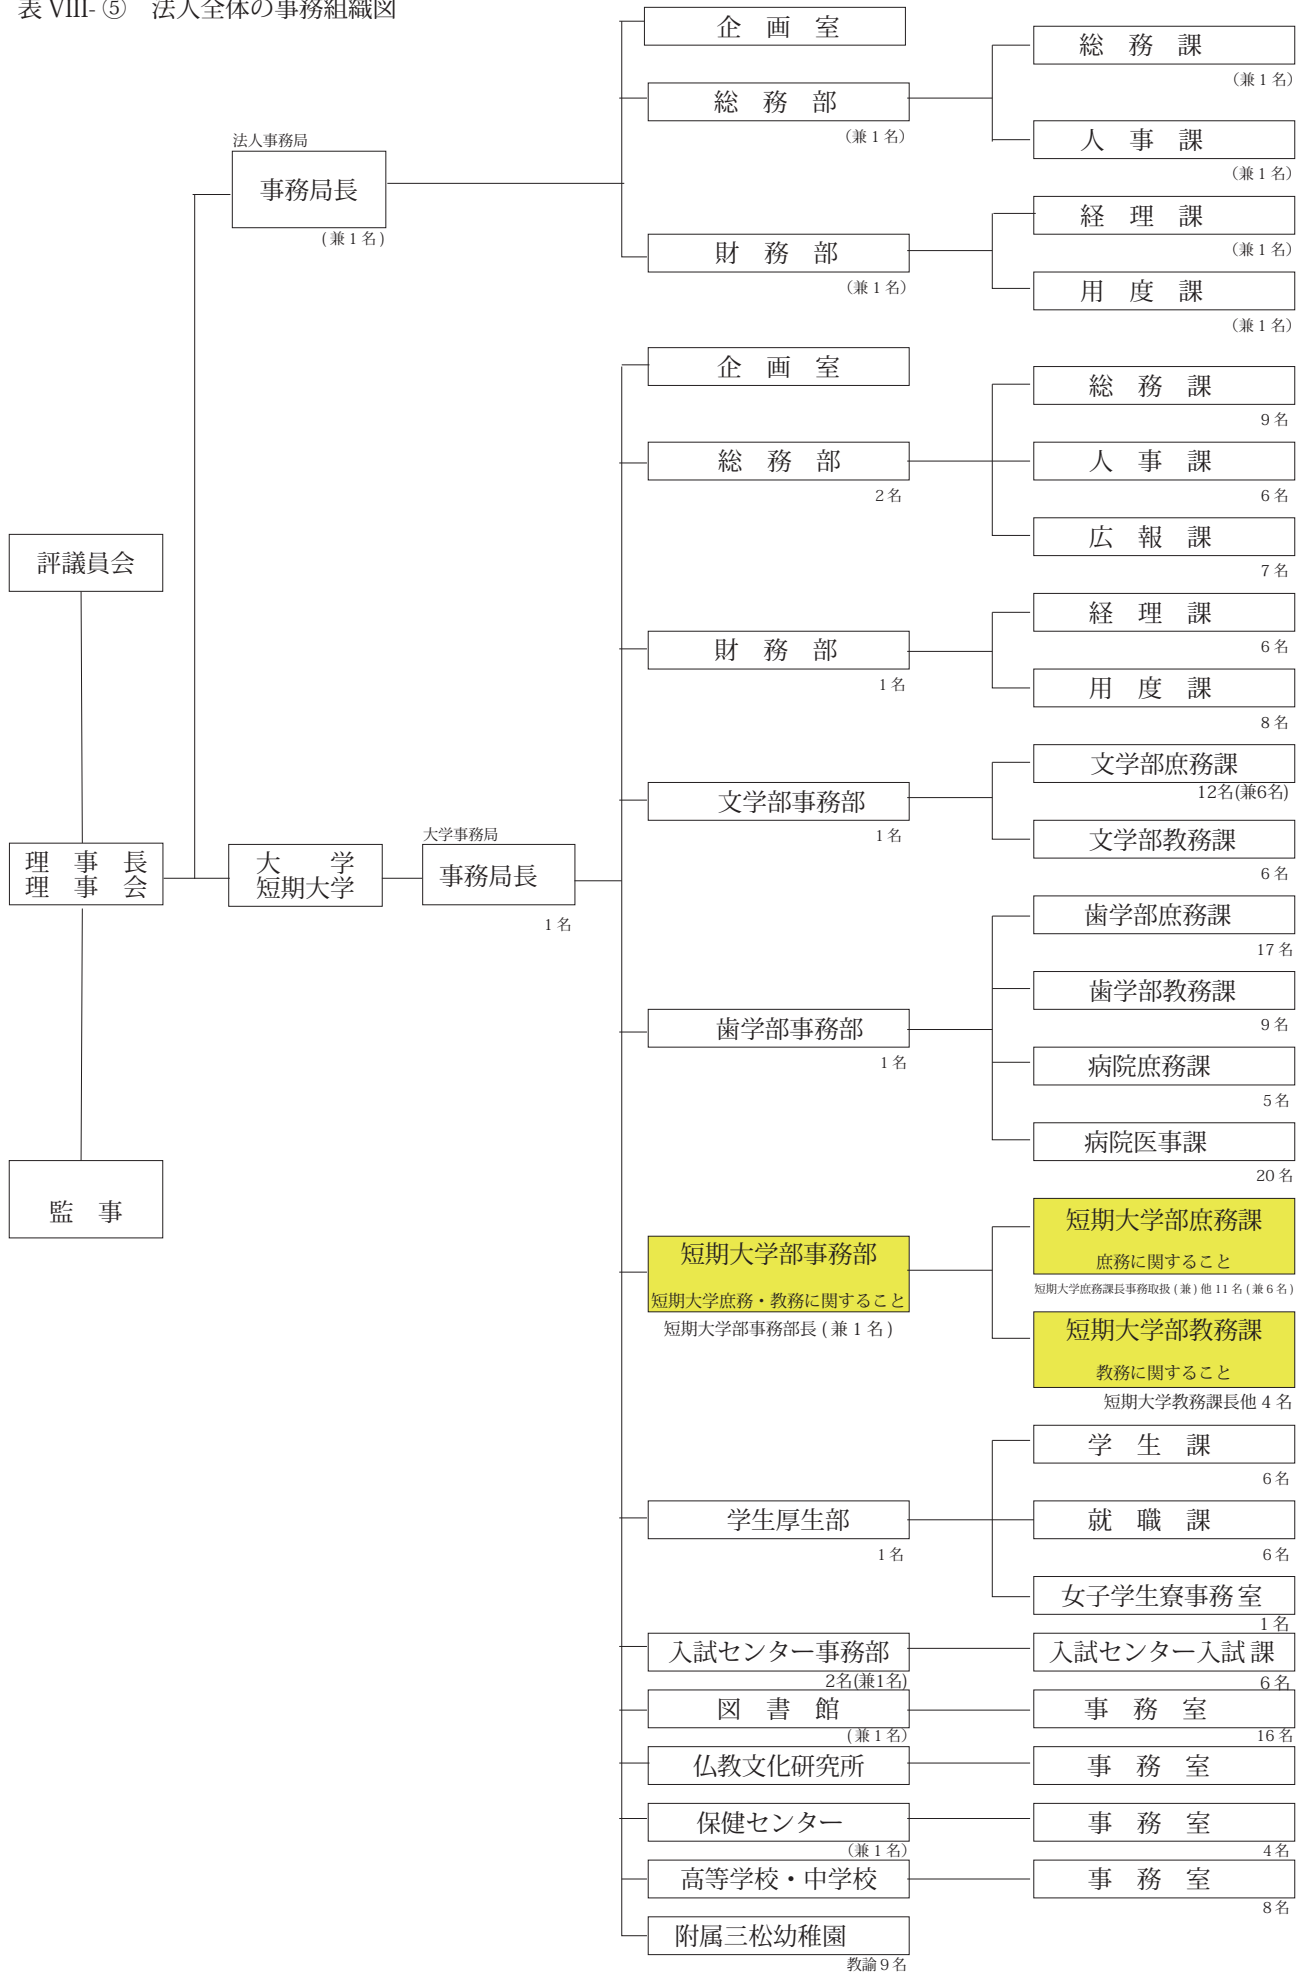 表 VIII-⑤ 法人全体の事務組織図
評議員会
理事長
理事会
監事
法人事務局
事務局長
(兼1名)
企画室
総務部
(兼1名)
総務課
(兼1名)
人事課
(兼1名)
財務部
(兼1名)
経理課
(兼1名)
用度課
(兼1名)
大学
短期大学
大学事務局
事務局長
1名
企画室
総務部
2名
総務課
9名
人事課
6名
広報課
7名
財務部
1名
経理課
6名
用度課
8名
文学部事務部
1名
文学部庶務課
12名(兼6名)
文学部教務課
6名
歯学部事務部
1名
歯学部庶務課
17名
歯学部教務課
9名
病院庶務課
5名
病院医事課
20名
短期大学部事務部
短期大学庶務・教務に関すること
短期大学部事務部長(兼1名)
短期大学部庶務課
庶務に関すること
短期大学庶務課長事務取扱(兼)他11名(兼6名)
短期大学部教務課
教務に関すること
短期大学教務課長他4名
学生厚生部
1名
学生課
6名
就職課
6名
女子学生寮事務室
1名
入試センター事務部
2名(兼1名)
入試センター入試課
6名
図書館
(兼1名)
事務室
16名
仏教文化研究所
事務室
保健センター
(兼1名)
事務室
4名
高等学校・中学校
事務室
8名
附属三松幼稚園
教諭9名